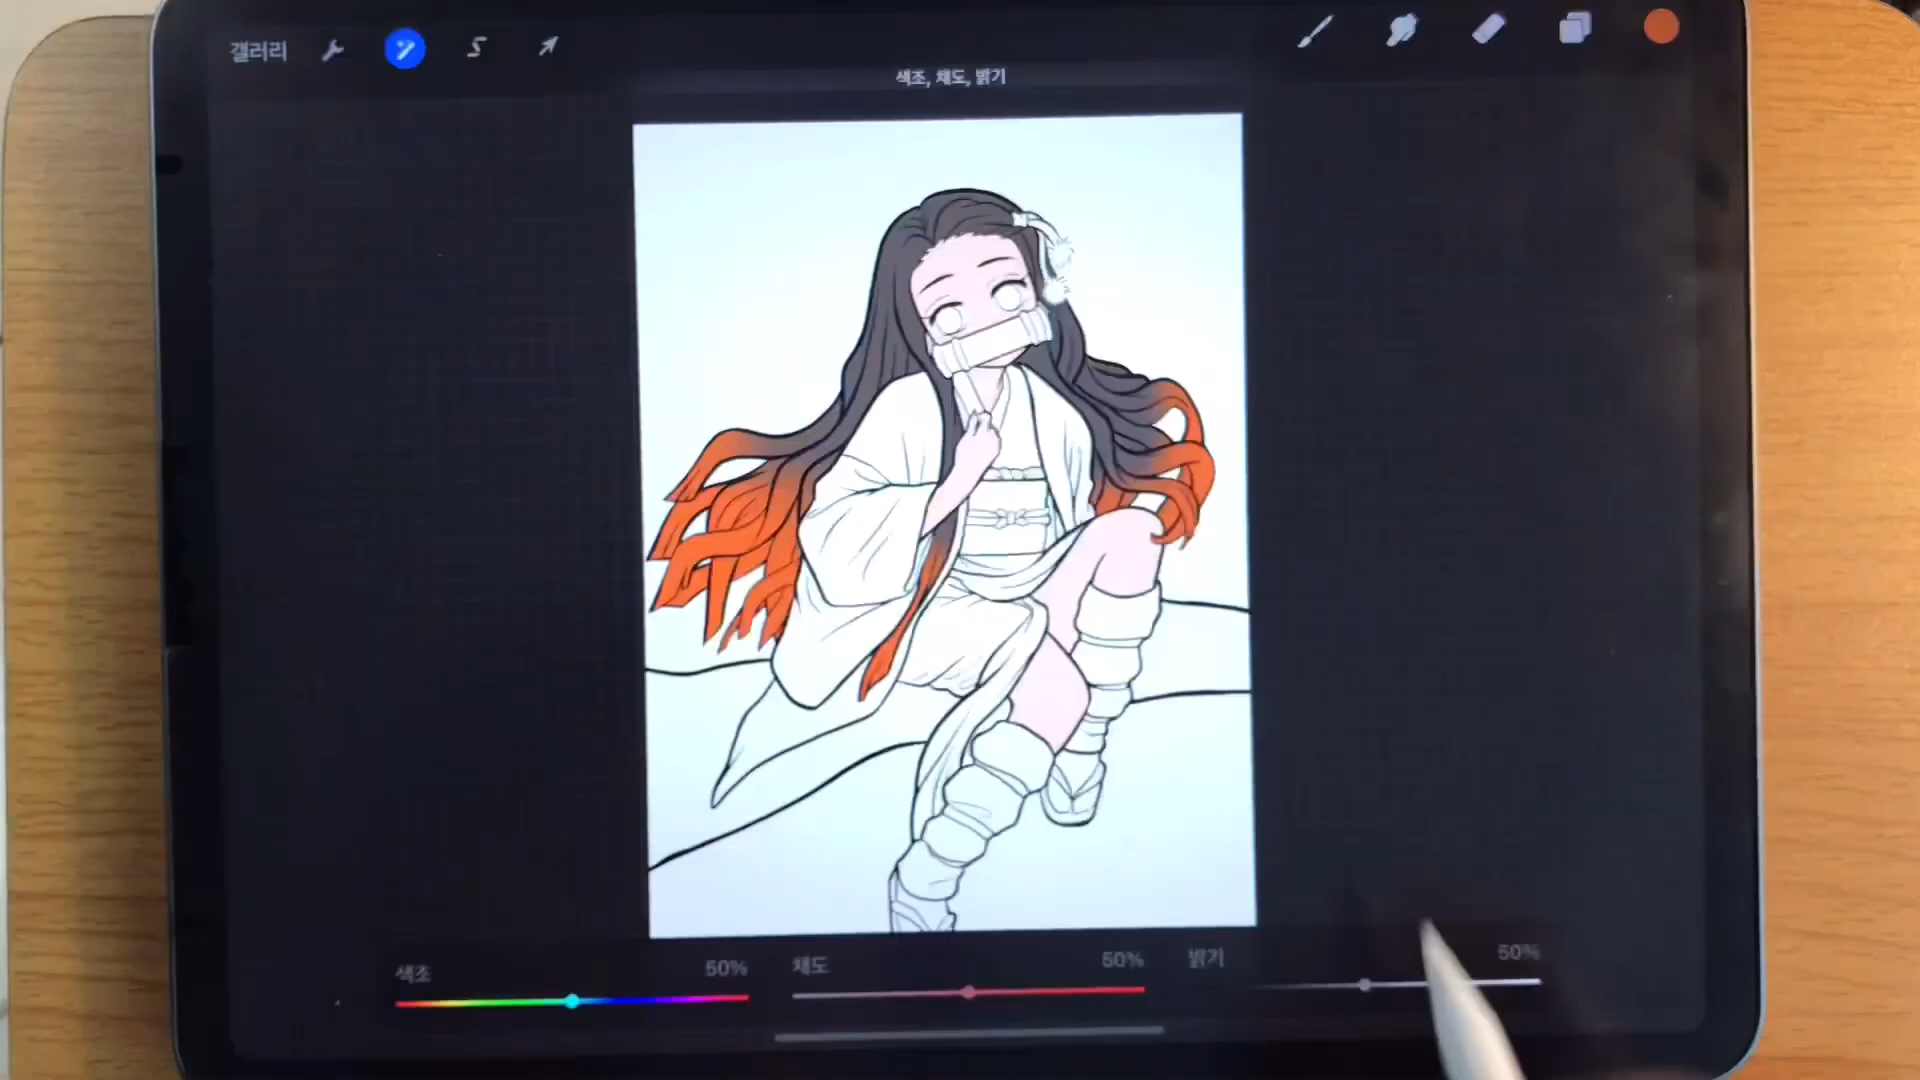 갤러리
색조, 채도, 밝기
색조 50%
채도 50%
밝기 50%